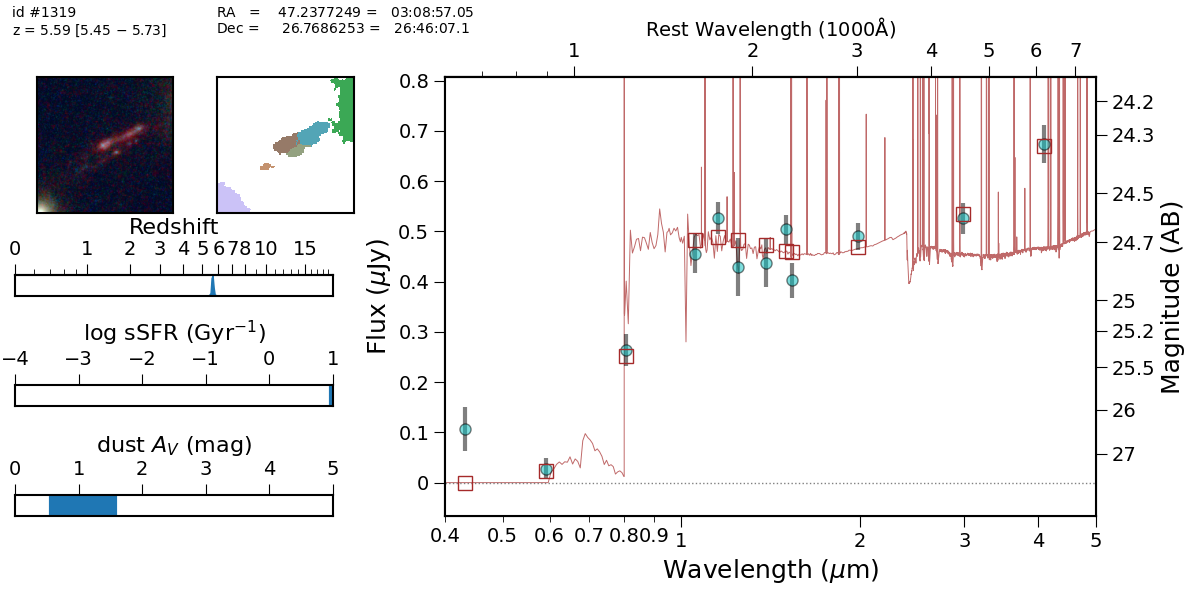 id #1319
z = 5.59 [5.45 − 5.73]
RA = 47.2377249 = 03:08:57.05
Dec = 26.7686253 = 26:46:07.1
Rest Wavelength (1000Å)
1 2 3 4 5 6 7
Redshift
0 1 2 3 4 5 6 7 8 10 15
log sSFR (Gyr⁻¹)
−4 −3 −2 −1 0 1
dust A_V (mag)
0 1 2 3 4 5
Flux (μJy)
0.8
0.7
0.6
0.5
0.4
0.3
0.2
0.1
0
0.4 0.5 0.6 0.7 0.8 0.9 1 2 3 4 5
Wavelength (μm)
24.2
24.3
24.5
24.7
25
25.2
25.5
26
27
Magnitude (AB)